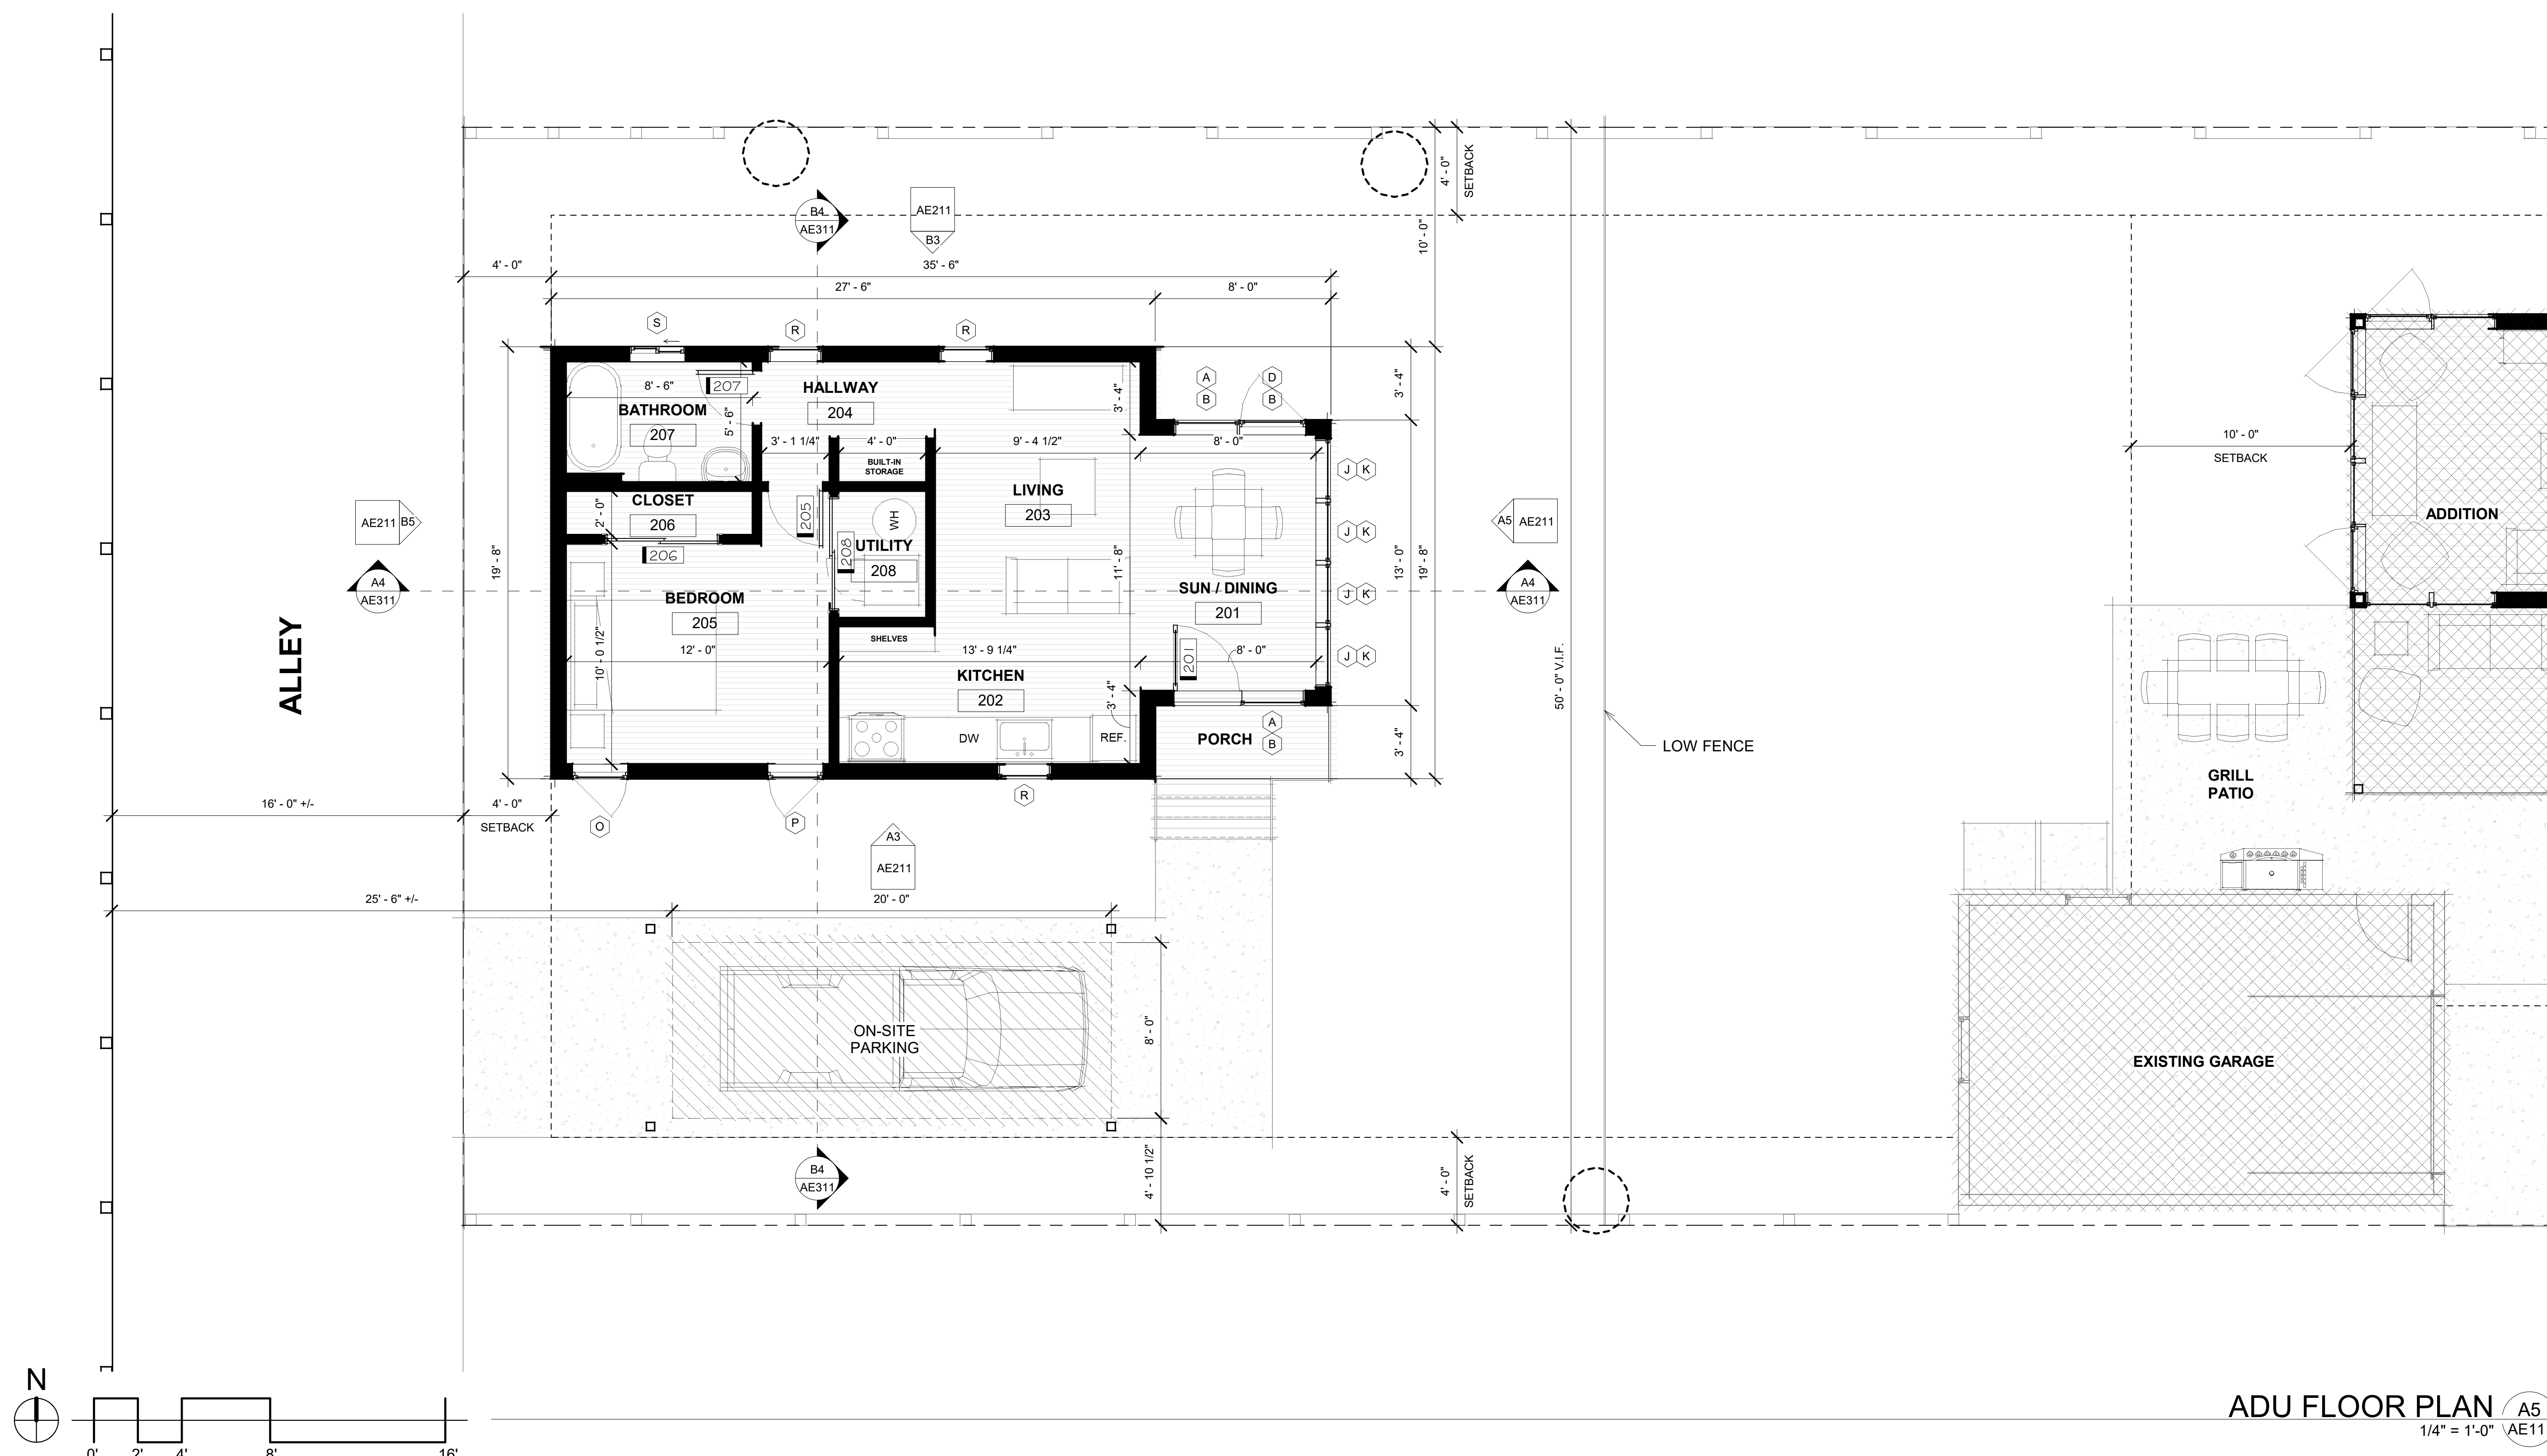 4' - 0"
SETBACK
B4
AE311
AE211
B3
10' - 0"
4' - 0"
35' - 6"
27' - 6"
8' - 0"
S
R
R
8' - 6"
207
HALLWAY
204
3' - 4"
A
B
D
B
3' - 4"
BATHROOM
207
5' - 6"
3' - 1 1/4"
4' - 0"
9' - 4 1/2"
8' - 0"
BUILT-IN
STORAGE
J K
10' - 0"
SETBACK
CLOSET
206
2' - 0"
205
WH
LIVING
203
AE211 B5
A5 AE211
ADDITION
J K
206
208
UTILITY
208
11' - 8"
19' - 8"
13' - 0"
19' - 8"
A4
AE311
BEDROOM
205
SUN / DINING
201
J K
A4
AE311
ALLEY
10' - 0 1/2"
SHELVES
12' - 0"
13' - 9 1/4"
201
8' - 0"
J K
50' - 0" V.I.F.
KITCHEN
202
3' - 4"
DW
REF.
PORCH
A
B
3' - 4"
LOW FENCE
GRILL
PATIO
16' - 0" +/-
4' - 0"
SETBACK
O
P
R
A3
AE211
25' - 6" +/-
20' - 0"
ON-SITE
PARKING
8' - 0"
EXISTING GARAGE
B4
AE311
4' - 10 1/2"
4' - 0"
SETBACK
N
0' 2' 4' 8' 16'
ADU FLOOR PLAN
1/4" = 1'-0"
A5
AE11